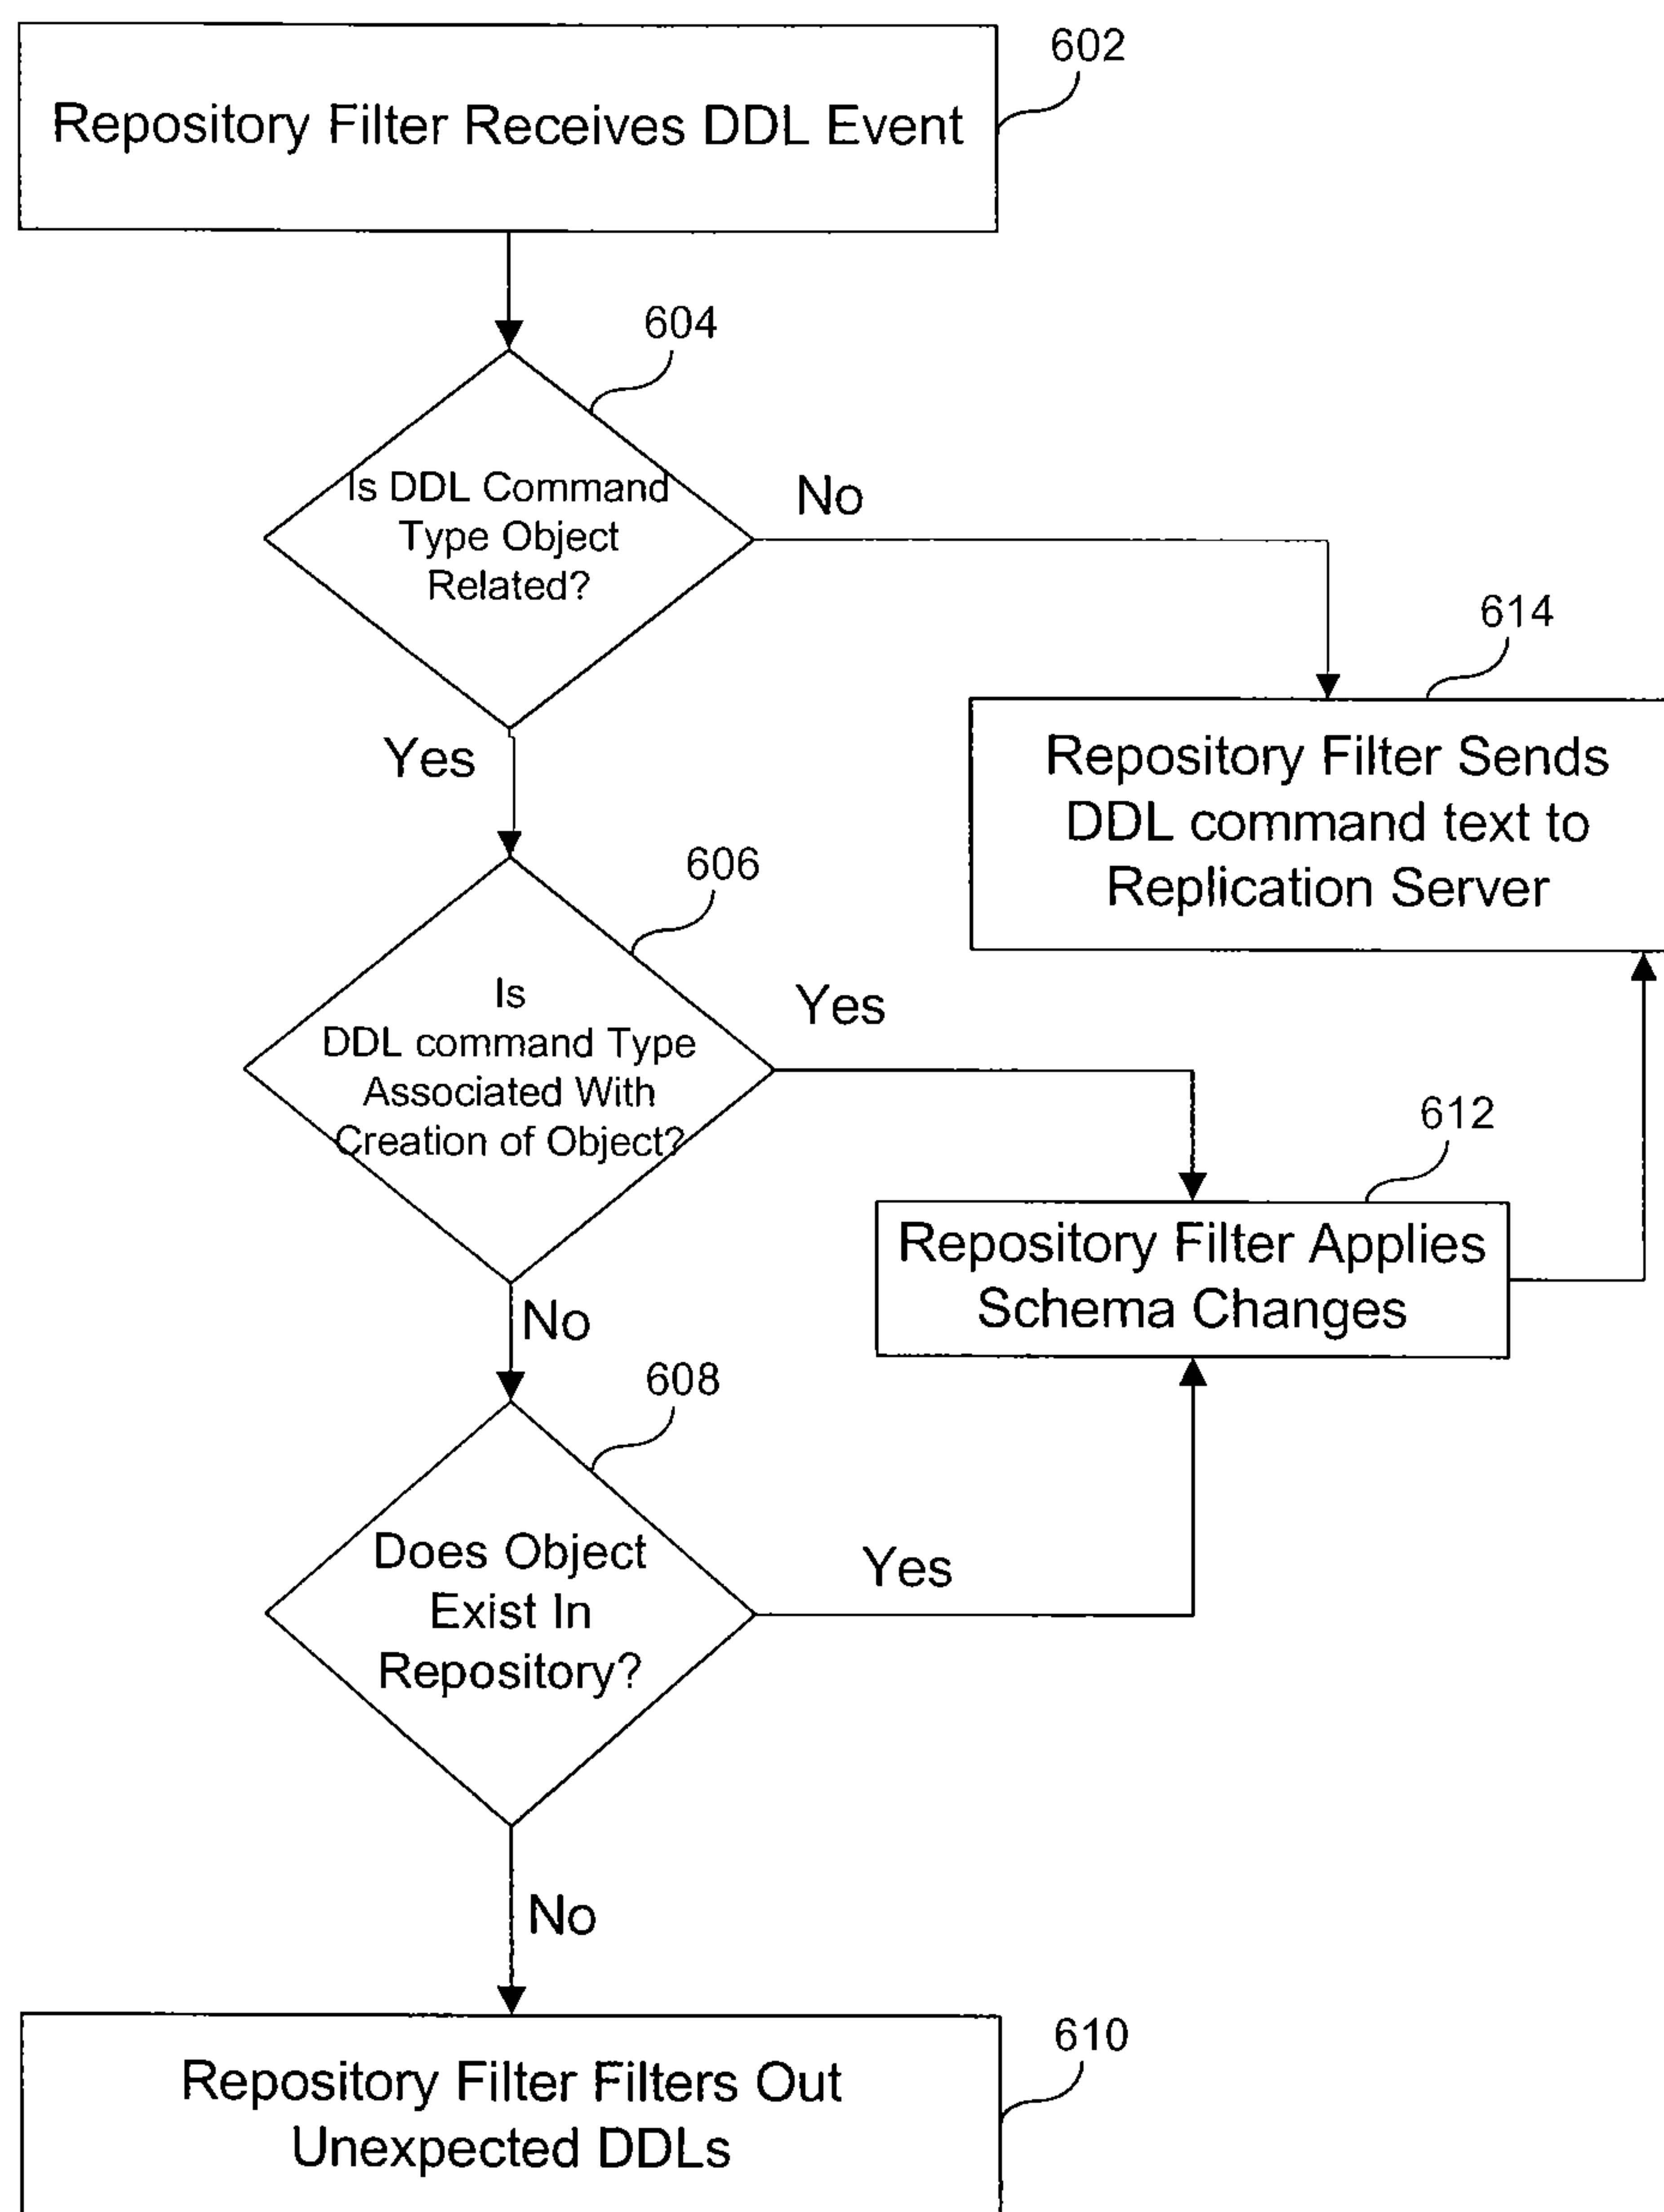 602
Repository Filter Receives DDL Event
604
Is DDL Command
Type Object
Related?
No
Yes
614
Repository Filter Sends
DDL command text to
Replication Server
606
Is
DDL command Type
Associated With
Creation of Object?
Yes
No
612
Repository Filter Applies
Schema Changes
608
Does Object
Exist In
Repository?
Yes
No
610
Repository Filter Filters Out
Unexpected DDLs